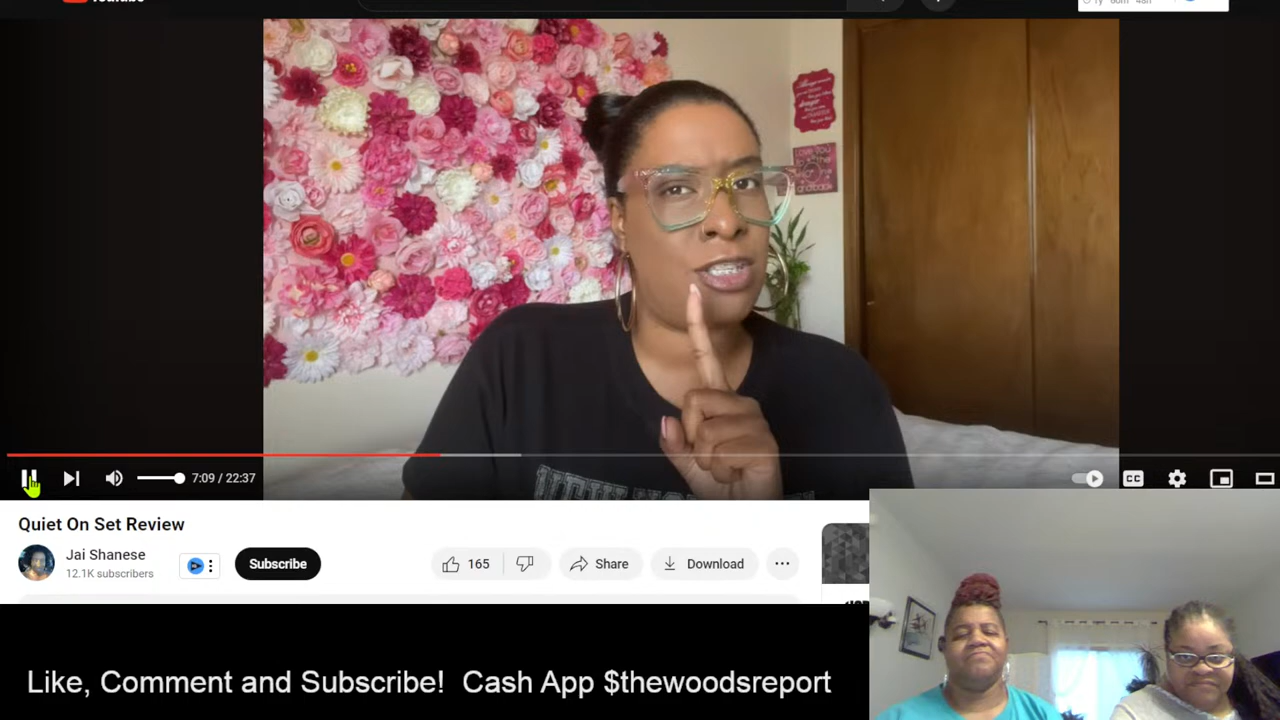 7:09 / 22:37
CC
Quiet On Set Review
Jai Shanese
12.1K subscribers
Subscribe
165
Share
Download
Like, Comment and Subscribe! Cash App $thewoodsreport